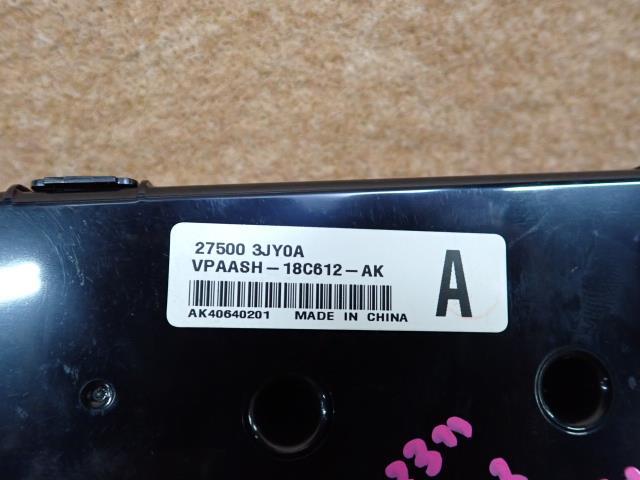 27500 3JY0A
VPAASH-18C612-AK
A
AK40640201 MADE IN CHINA